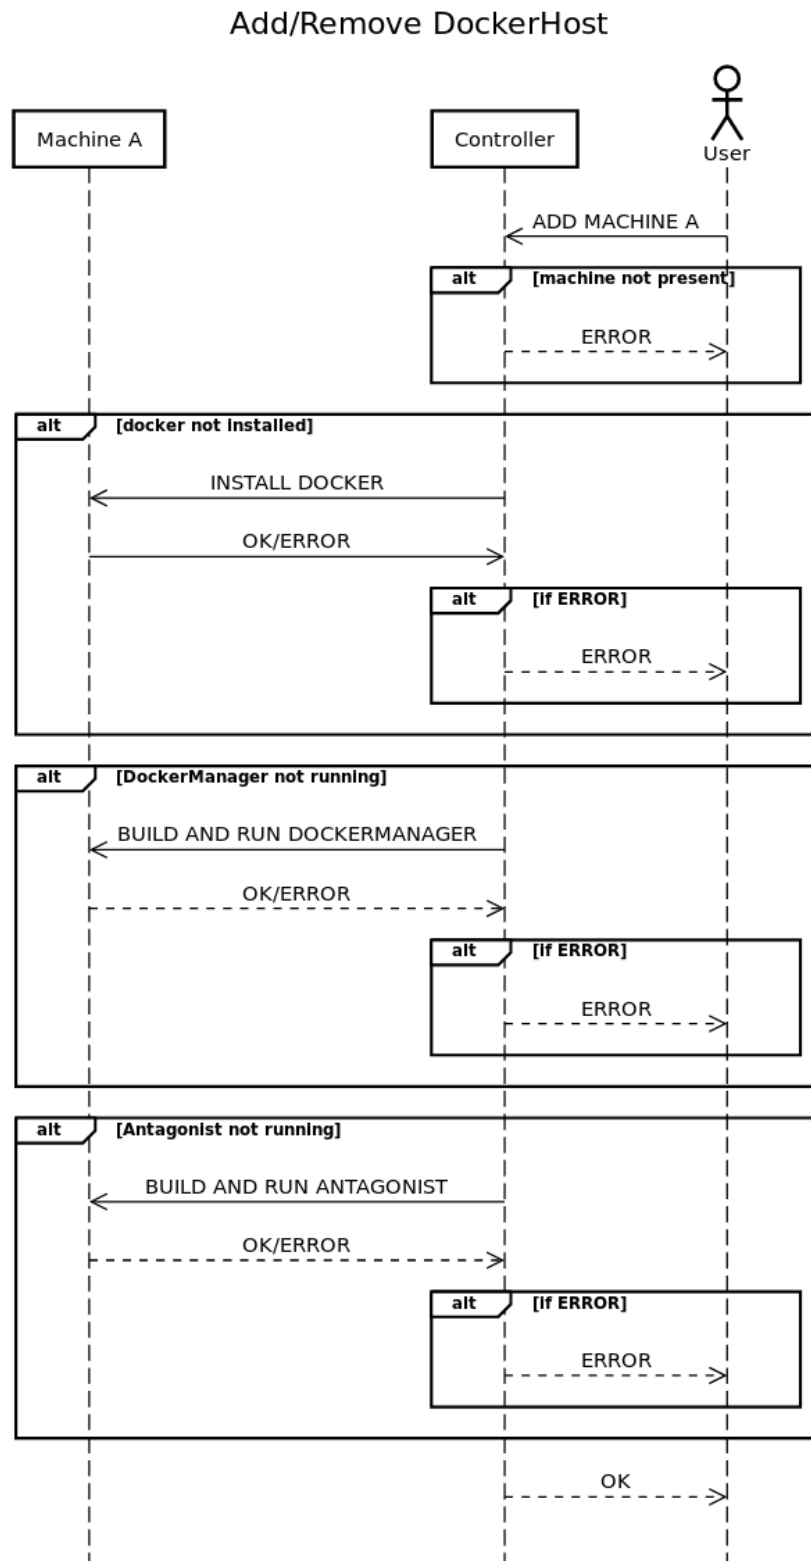 Add/Remove DockerHost
Machine A
Controller
User
ADD MACHINE A
alt [machine not present]
ERROR
alt [docker not installed]
INSTALL DOCKER
OK/ERROR
alt [if ERROR]
ERROR
alt [DockerManager not running]
BUILD AND RUN DOCKERMANAGER
OK/ERROR
alt [if ERROR]
ERROR
alt [Antagonist not running]
BUILD AND RUN ANTAGONIST
OK/ERROR
alt [if ERROR]
ERROR
OK